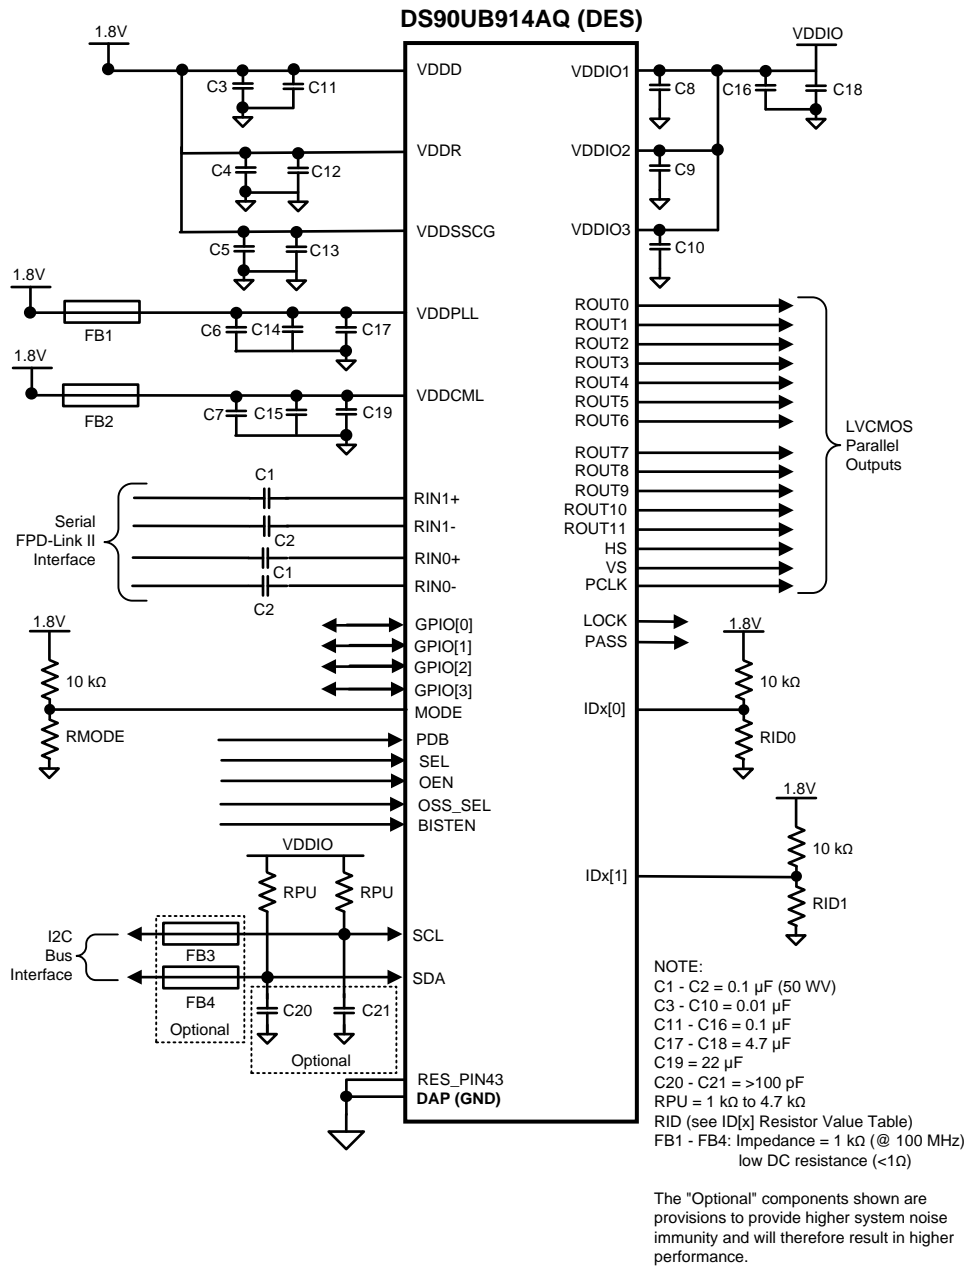 DS90UB914AQ (DES)
1.8V
VDDIO
VDDD
VDDIO1
C3
C11
C8
C16
C18
VDDR
VDDIO2
C4
C12
C9
VDDSSCG
VDDIO3
C5
C13
C10
1.8V
FB1
VDDPLL
C6
C14
C17
1.8V
FB2
VDDCML
C7
C15
C19
ROUT0
ROUT1
ROUT2
ROUT3
ROUT4
ROUT5
ROUT6
ROUT7
ROUT8
ROUT9
ROUT10
ROUT11
HS
VS
PCLK
LVCMOS
Parallel
Outputs
Serial
FPD-Link II
Interface
C1
RIN1+
C2
RIN1-
C1
RIN0+
C2
RIN0-
GPIO[0]
GPIO[1]
GPIO[2]
GPIO[3]
LOCK
PASS
1.8V
10 kΩ
RMODE
MODE
1.8V
10 kΩ
IDx[0]
RID0
PDB
SEL
OEN
OSS_SEL
BISTEN
1.8V
10 kΩ
IDx[1]
RID1
VDDIO
RPU
RPU
I2C
Bus
Interface
FB3
SCL
FB4
SDA
Optional
C20
C21
Optional
RES_PIN43
DAP (GND)
NOTE:
C1 - C2 = 0.1 µF (50 WV)
C3 - C10 = 0.01 µF
C11 - C16 = 0.1 µF
C17 - C18 = 4.7 µF
C19 = 22 µF
C20 - C21 = >100 pF
RPU = 1 kΩ to 4.7 kΩ
RID (see ID[x] Resistor Value Table)
FB1 - FB4: Impedance = 1 kΩ (@ 100 MHz)
low DC resistance (<1Ω)
The "Optional" components shown are
provisions to provide higher system noise
immunity and will therefore result in higher
performance.